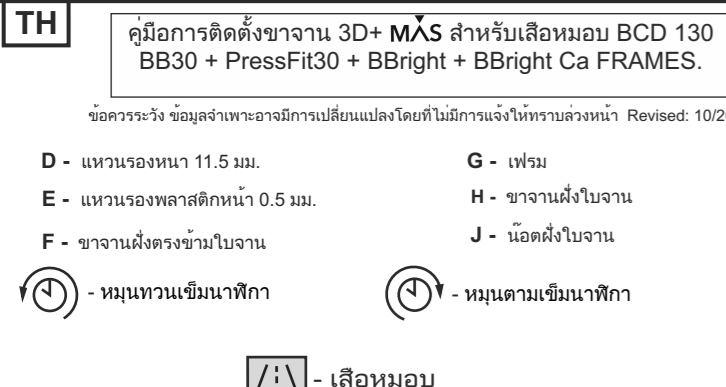 TH
คู่มือการติดตั้งขาจาน 3D+ MAS สำหรับเสือหมอบ BCD 130
BB30 + PressFit30 + BBright + BBright Ca FRAMES.
ข้อควรระวัง ข้อมูลจำเพาะอาจมีการเปลี่ยนแปลงโดยที่ไม่มีการแจ้งให้ทราบล่วงหน้า Revised: 10/20
D - แหวนรองหนา 11.5 มม.
E - แหวนรองพลาสติกหน้า 0.5 มม.
F - ขาจานฝั่งตรงข้ามใบจาน
G - เฟรม
H - ขาจานฝั่งใบจาน
J - น๊อตฝั่งใบจาน
- หมุนทวนเข็มนาฬิกา
- หมุนตามเข็มนาฬิกา
- เสือหมอบ